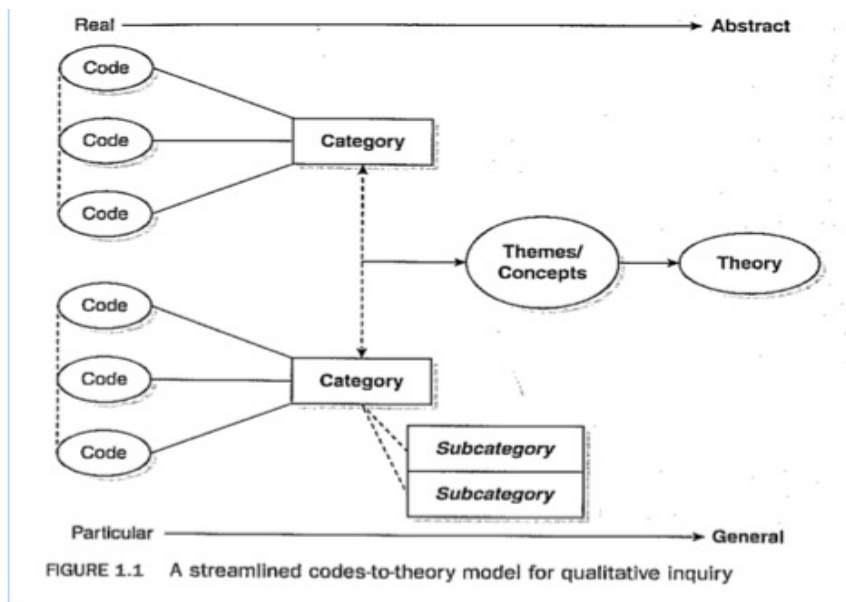 Real Abstract
Code
Code
Category
Code
Themes/
Concepts
Theory
Code
Code
Category
Code
Subcategory
Subcategory
Particular General
FIGURE 1.1 A streamlined codes-to-theory model for qualitative inquiry